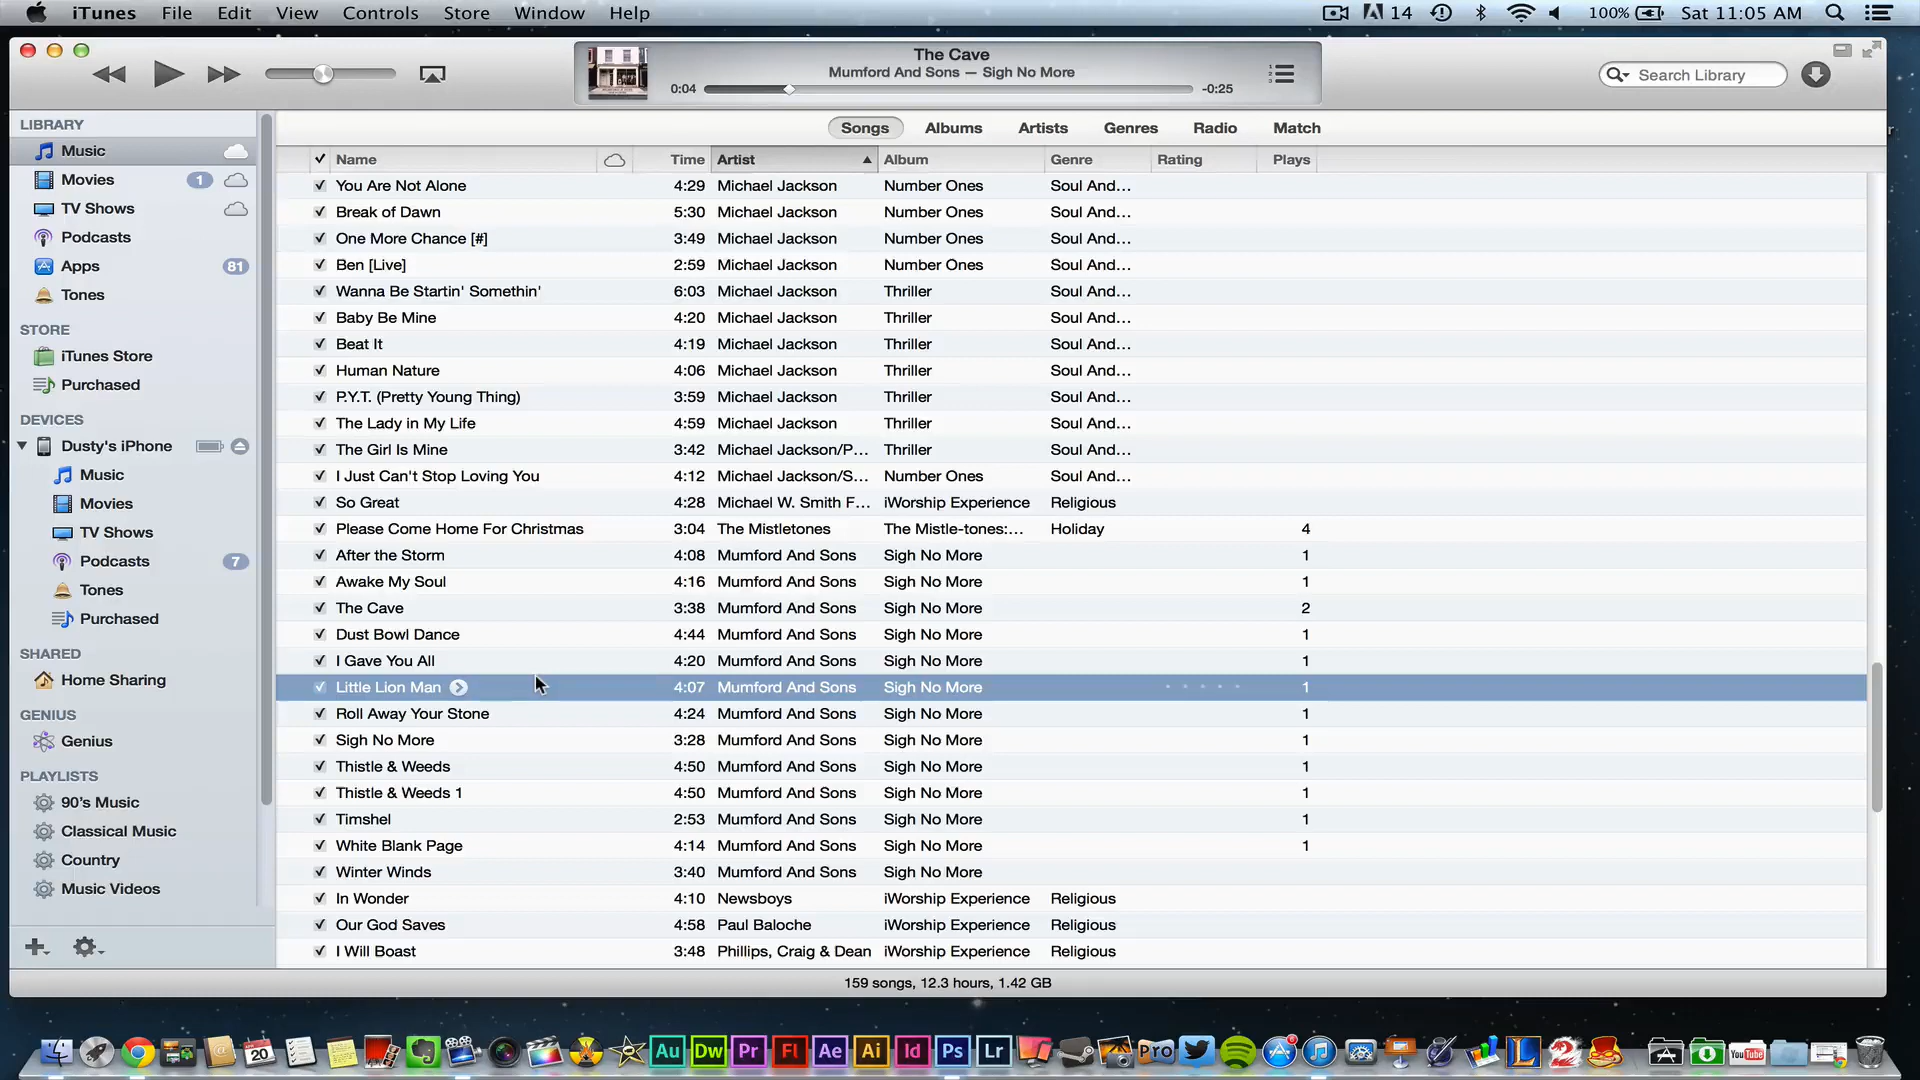 iTunes File Edit View Controls Store Window Help 14 100% Sat 11:05 AM
The Cave
Mumford And Sons — Sigh No More
0:04 -0:25
Search Library
Songs Albums Artists Genres Radio Match
LIBRARY
Music
Movies 1
TV Shows
Podcasts
Apps 81
Tones
STORE
iTunes Store
Purchased
DEVICES
Dusty's iPhone
Music
Movies
TV Shows
Podcasts 7
Tones
Purchased
SHARED
Home Sharing
GENIUS
Genius
PLAYLISTS
90's Music
Classical Music
Country
Music Videos
Name Time Artist Album Genre Rating Plays
You Are Not Alone 4:29 Michael Jackson Number Ones Soul And...
Break of Dawn 5:30 Michael Jackson Number Ones Soul And...
One More Chance [#] 3:49 Michael Jackson Number Ones Soul And...
Ben [Live] 2:59 Michael Jackson Number Ones Soul And...
Wanna Be Startin' Somethin' 6:03 Michael Jackson Thriller Soul And...
Baby Be Mine 4:20 Michael Jackson Thriller Soul And...
Beat It 4:19 Michael Jackson Thriller Soul And...
Human Nature 4:06 Michael Jackson Thriller Soul And...
P.Y.T. (Pretty Young Thing) 3:59 Michael Jackson Thriller Soul And...
The Lady in My Life 4:59 Michael Jackson Thriller Soul And...
The Girl Is Mine 3:42 Michael Jackson/P... Thriller Soul And...
I Just Can't Stop Loving You 4:12 Michael Jackson/S... Number Ones Soul And...
So Great 4:28 Michael W. Smith F... iWorship Experience Religious
Please Come Home For Christmas 3:04 The Mistletones The Mistle-tones:... Holiday 4
After the Storm 4:08 Mumford And Sons Sigh No More 1
Awake My Soul 4:16 Mumford And Sons Sigh No More 1
The Cave 3:38 Mumford And Sons Sigh No More 2
Dust Bowl Dance 4:44 Mumford And Sons Sigh No More 1
I Gave You All 4:20 Mumford And Sons Sigh No More 1
Little Lion Man 4:07 Mumford And Sons Sigh No More 1
Roll Away Your Stone 4:24 Mumford And Sons Sigh No More 1
Sigh No More 3:28 Mumford And Sons Sigh No More 1
Thistle & Weeds 4:50 Mumford And Sons Sigh No More 1
Thistle & Weeds 1 4:50 Mumford And Sons Sigh No More 1
Timshel 2:53 Mumford And Sons Sigh No More 1
White Blank Page 4:14 Mumford And Sons Sigh No More 1
Winter Winds 3:40 Mumford And Sons Sigh No More
In Wonder 4:10 Newsboys iWorship Experience Religious
Our God Saves 4:58 Paul Baloche iWorship Experience Religious
I Will Boast 3:48 Phillips, Craig & Dean iWorship Experience Religious
159 songs, 12.3 hours, 1.42 GB
20 Au Dw Pr Fl Ae Ai Id Ps Lr Pro L YouTube